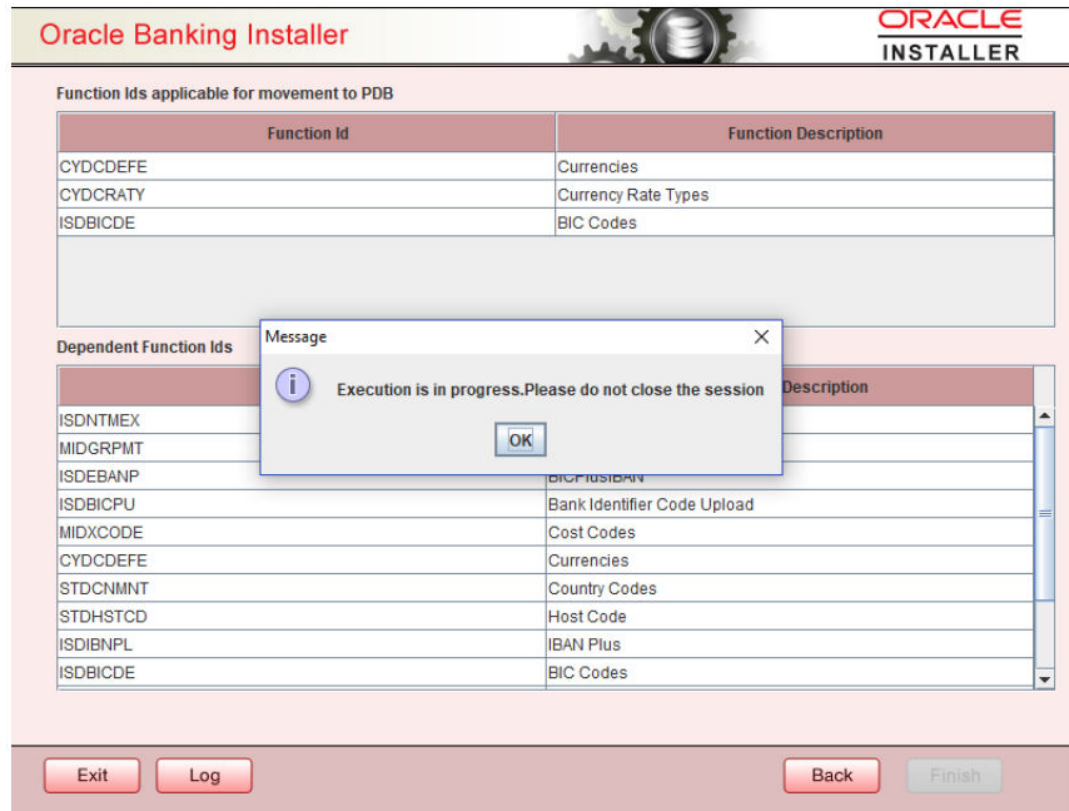 Oracle Banking Installer
ORACLE
INSTALLER
Function Ids applicable for movement to PDB
Function Id Function Description
CYDCDEFE Currencies
CYDCRATY Currency Rate Types
ISDBICDE BIC Codes
Dependent Function Ids
Message
Description
Execution is in progress.Please do not close the session
OK
ISDNTMEX
MIDGRPMT
ISDEBANP BICPlusIBAN
ISDBICPU Bank Identifier Code Upload
MIDXCODE Cost Codes
CYDCDEFE Currencies
STDCNMNT Country Codes
STDHSTCD Host Code
ISDIBNPL IBAN Plus
ISDBICDE BIC Codes
Exit Log Back Finish